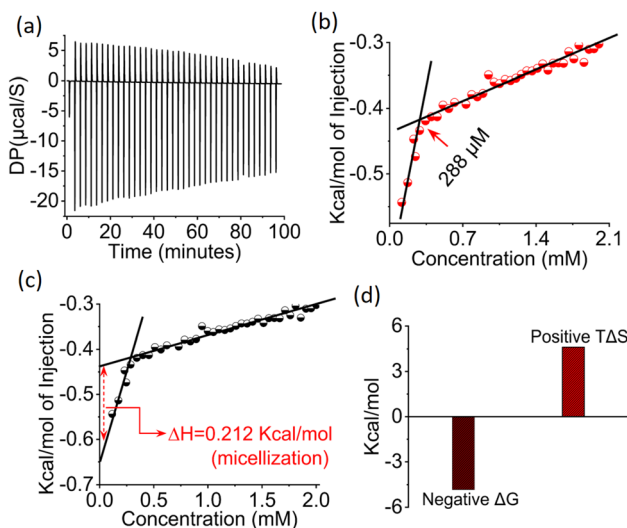 (a)
DP(µcal/S)
5
0
-5
-10
-15
-20
0 20 40 60 80 100
Time (minutes)
(b)
Kcal/mol of Injection
-0.3
-0.4
-0.5
288 µM
0.0 0.7 1.4 2.1
Concentration (mM)
(c)
Kcal/mol of Injection
-0.3
-0.4
-0.5
-0.6
-0.7
ΔH=0.212 Kcal/mol
(micellization)
0.0 0.5 1.0 1.5 2.0
Concentration (mM)
(d)
Kcal/mol
6
3
0
-3
-6
Positive TΔS
Negative ΔG